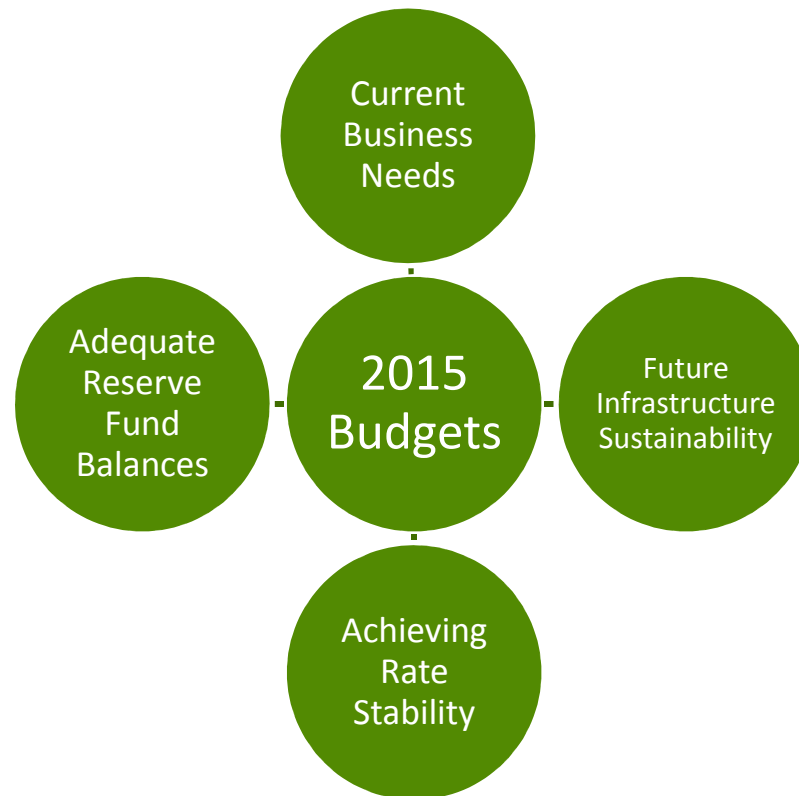 Current
Business
Needs
Adequate
Reserve
Fund
Balances
2015
Budgets
Future
Infrastructure
Sustainability
Achieving
Rate
Stability